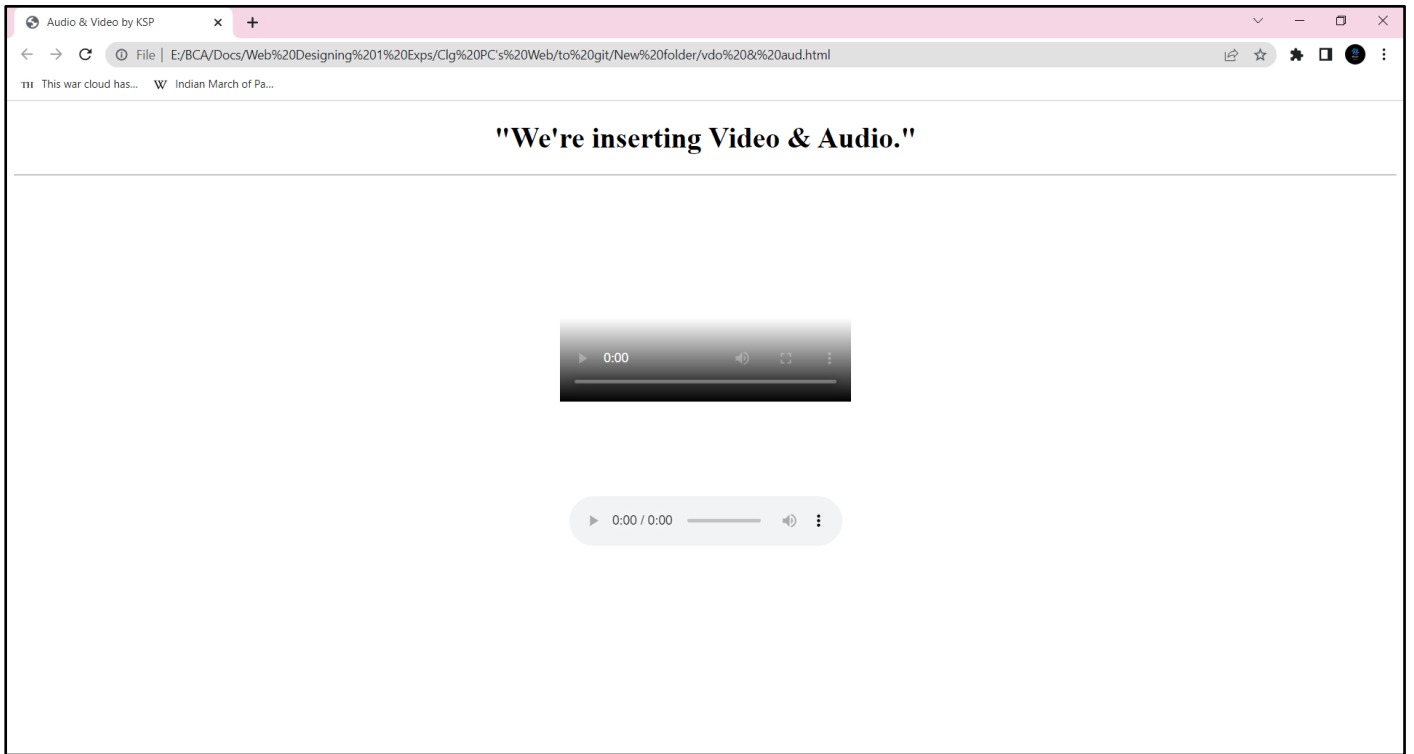 Audio & Video by KSP
File | E:/BCA/Docs/Web%20Designing%201%20Exps/Clg%20PC's%20Web/to%20git/New%20folder/vdo%20&%20aud.html
TH This war cloud has... W Indian March of Pa...
"We're inserting Video & Audio."
0:00
0:00 / 0:00